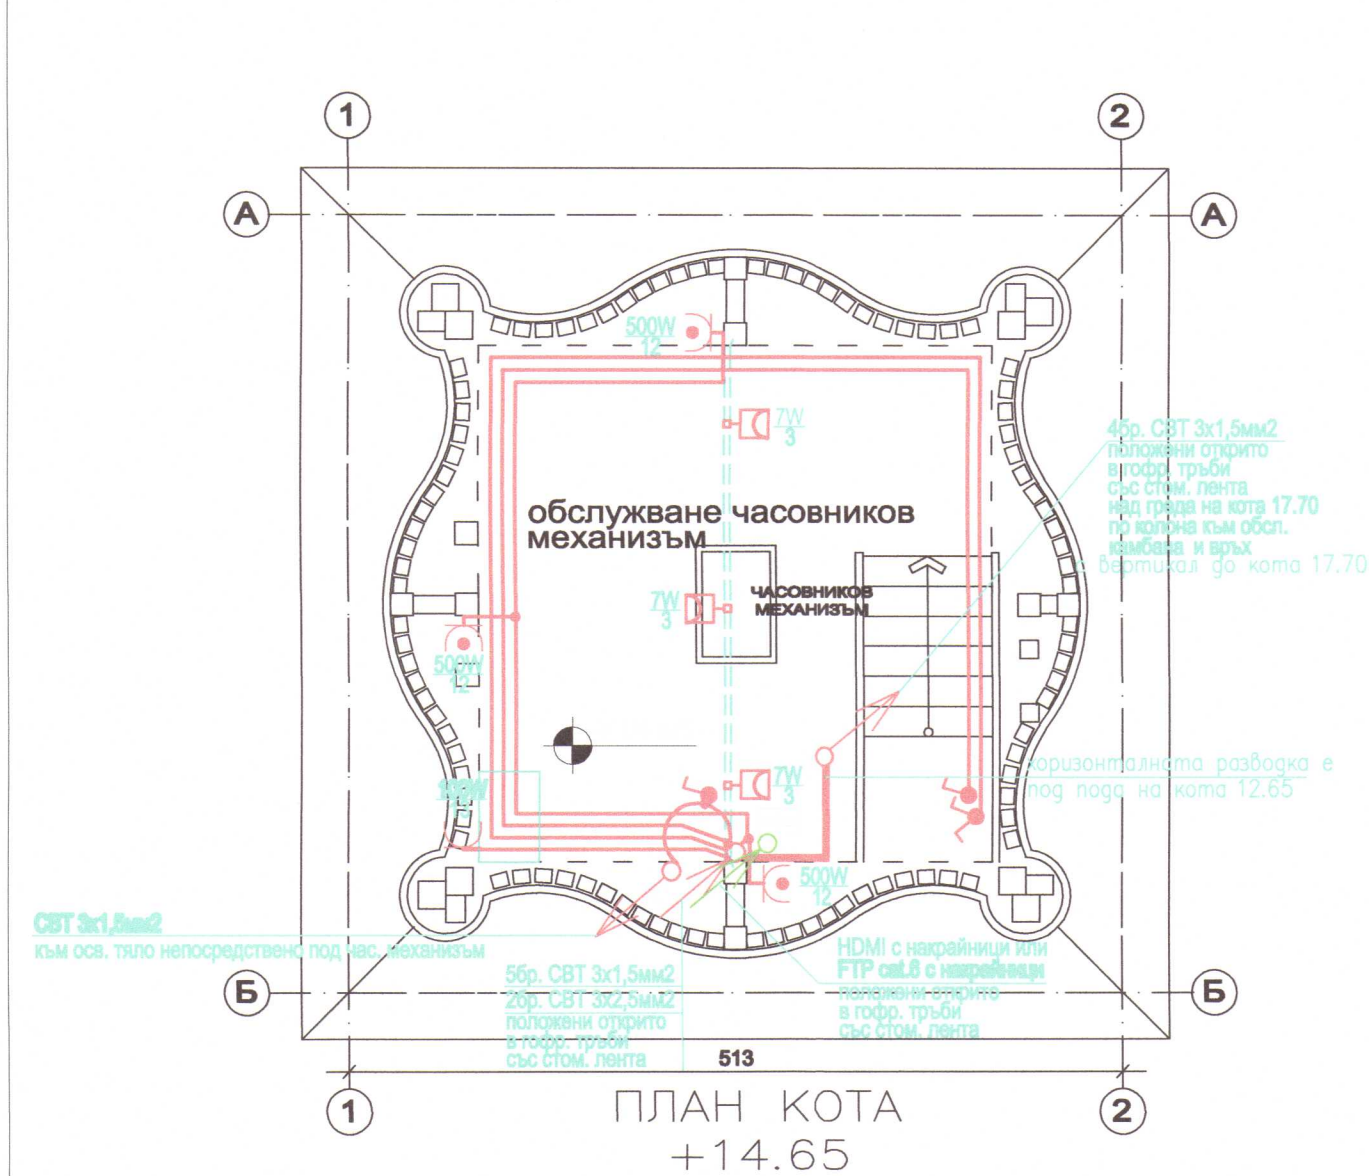 1
2
А
А
500W
12
7W
3
4бр. СВТ 3х1,5мм2
положени открито
в гофр. тръби
със стом. лента
над греда на кота 17.70
по колона към обсл.
камбана и връх
вертикал до кота 17.70
обслужване часовников
механизъм
ЧАСОВНИКОВ
МЕХАНИЗЪМ
7W
3
500W
12
хоризонталната разводка е
под пода на кота 12.65
7W
3
100W
500W
12
СВТ 3х1,5мм2
към осв. тяло непосредствено под час. механизъм
HDMI с накрайници или
FTP cat.6 с накрайници
положени открито
в гофр. тръби
със стом. лента
5бр. СВТ 3х1,5мм2
2бр. СВТ 3х2,5мм2
положени открито
в гофр. тръби
със стом. лента
Б
Б
513
1
2
ПЛАН КОТА
+14.65